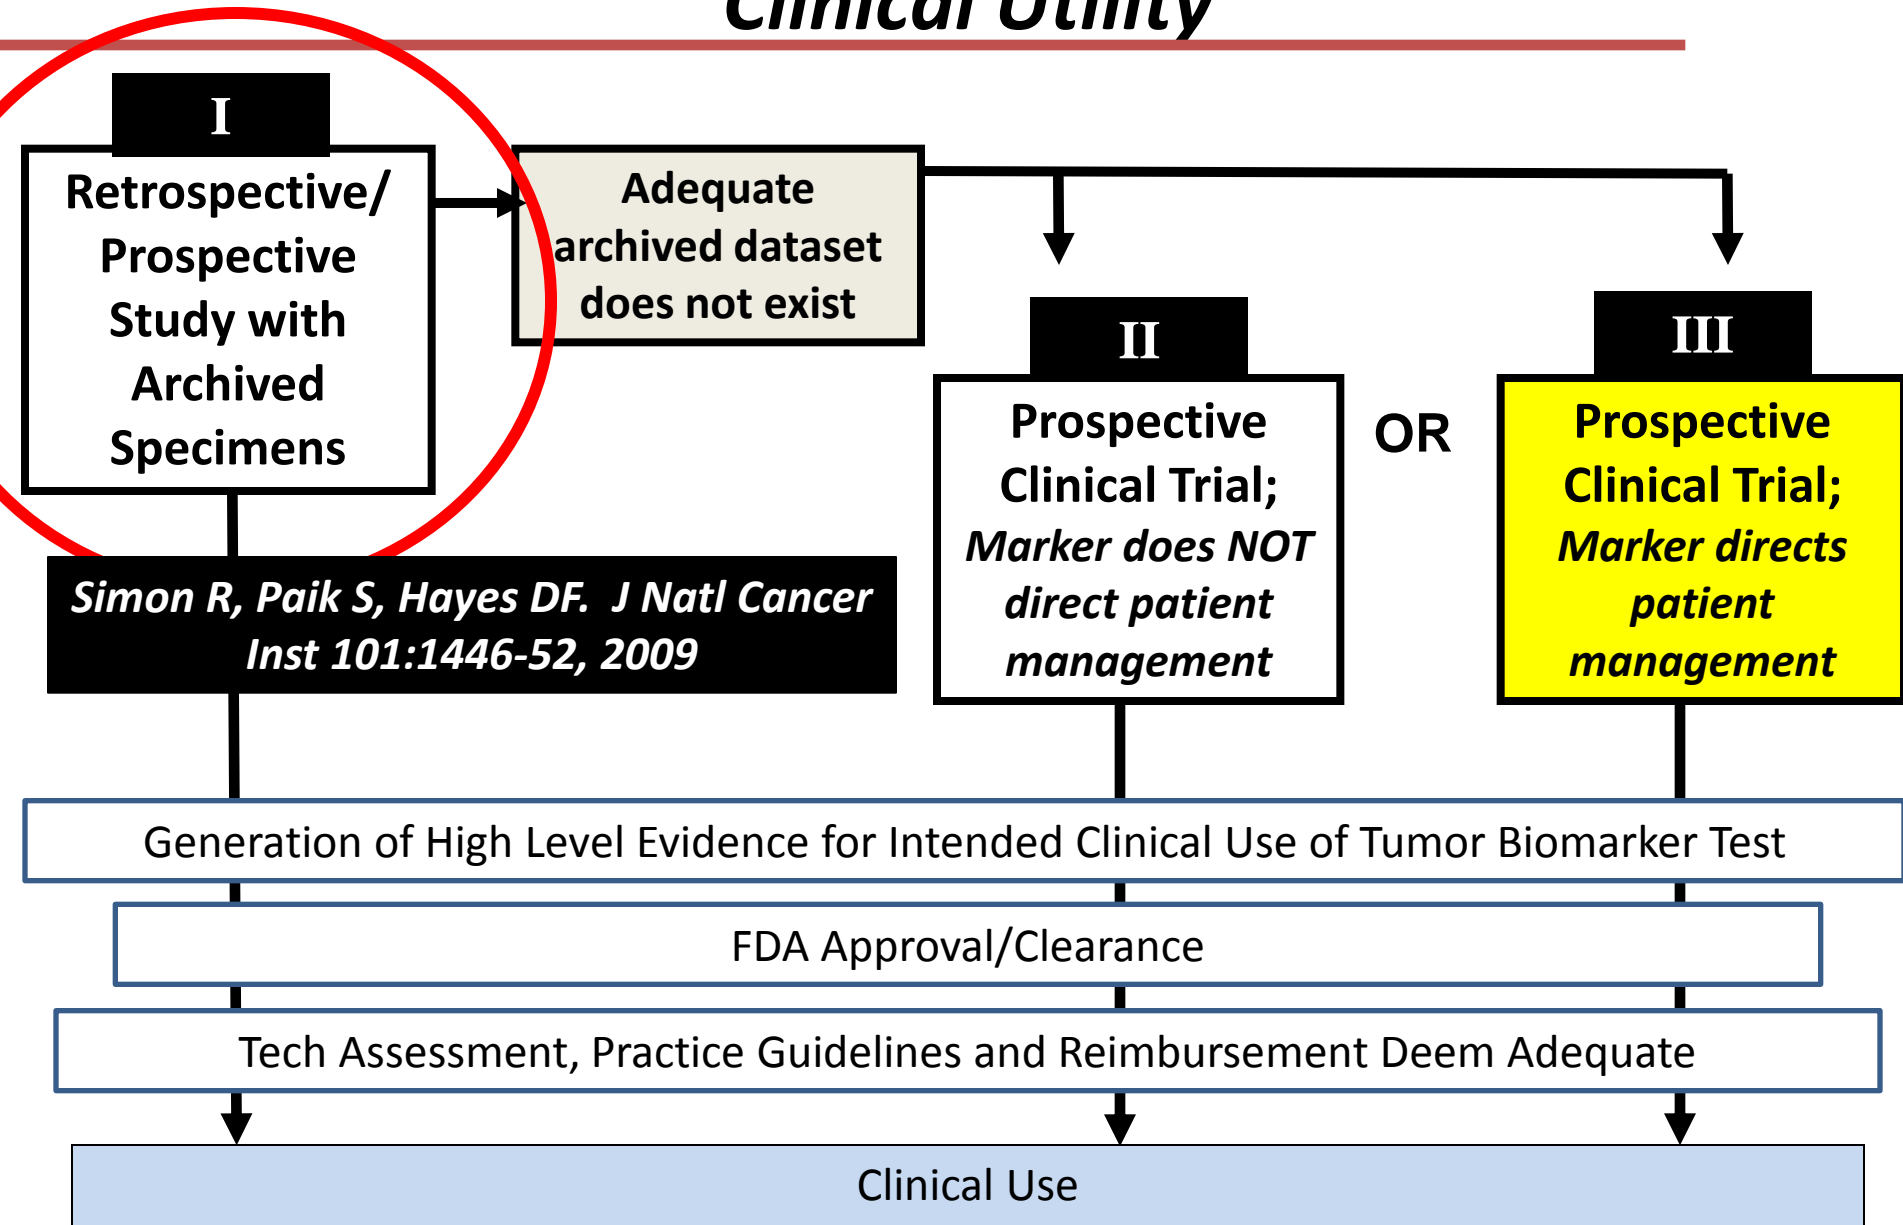 Clinical Utility
I
Retrospective/
Prospective
Study with
Archived
Specimens
Adequate
archived dataset
does not exist
II
Prospective
Clinical Trial;
Marker does NOT
direct patient
management
OR
III
Prospective
Clinical Trial;
Marker directs
patient
management
Simon R, Paik S, Hayes DF. J Natl Cancer
Inst 101:1446-52, 2009
Generation of High Level Evidence for Intended Clinical Use of Tumor Biomarker Test
FDA Approval/Clearance
Tech Assessment, Practice Guidelines and Reimbursement Deem Adequate
Clinical Use